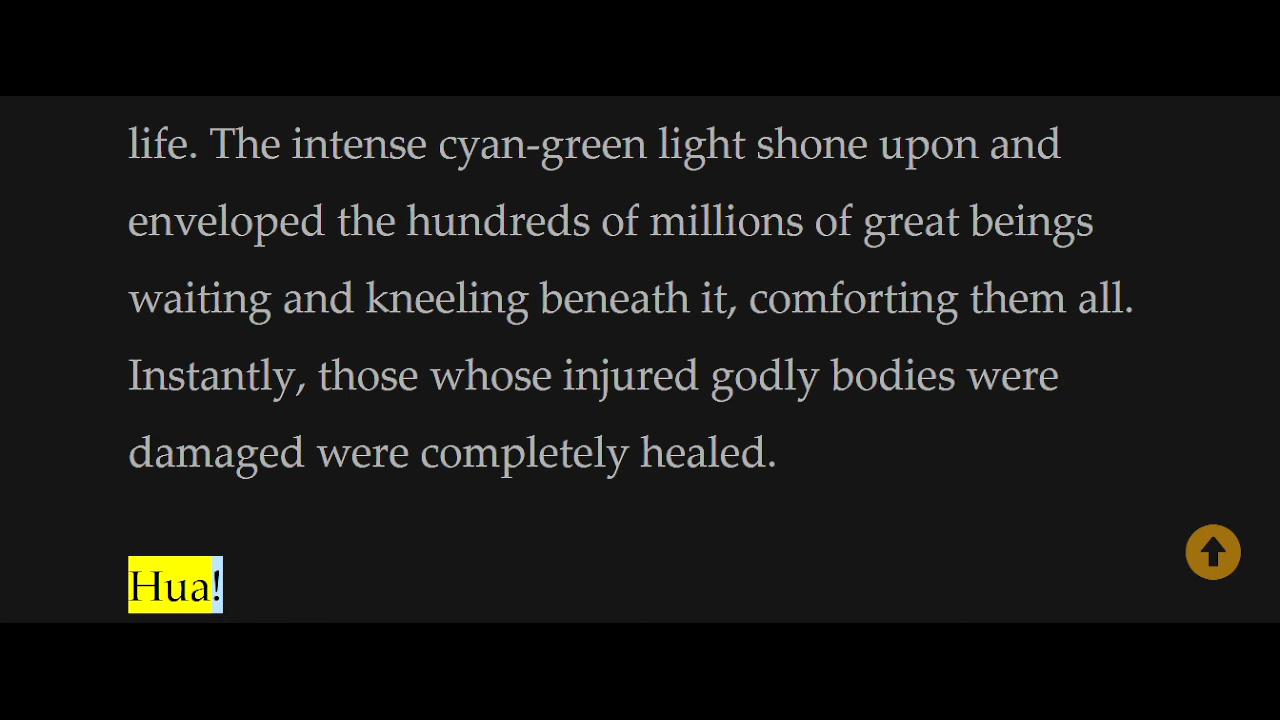 life. The intense cyan-green light shone upon and
enveloped the hundreds of millions of great beings
waiting and kneeling beneath it, comforting them all.
Instantly, those whose injured godly bodies were
damaged were completely healed.
Hua!